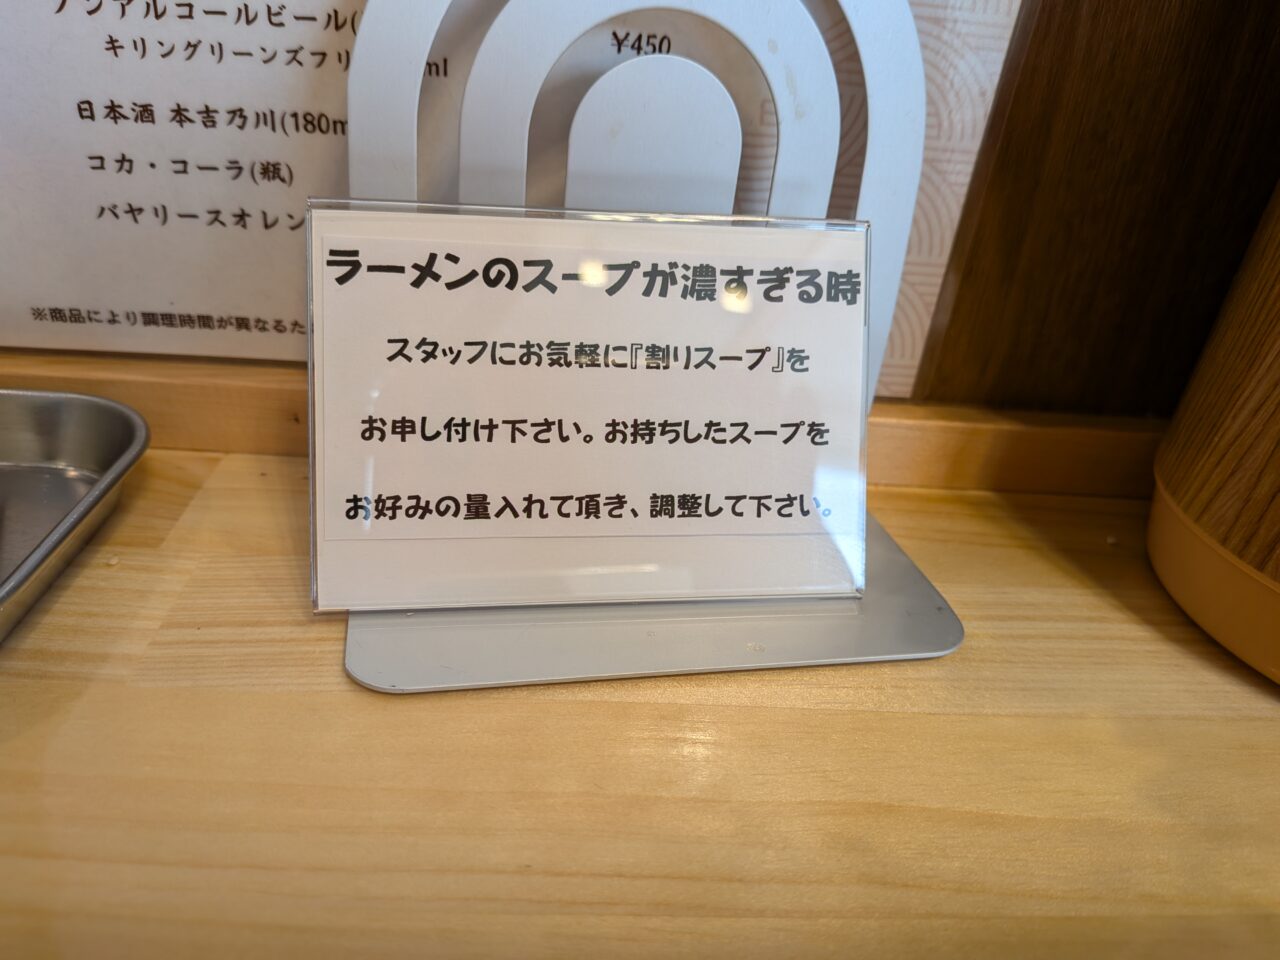 ノンアルコールビール(
キリングリーンズフリ
ml
¥450
日本酒 本吉乃川(180m
コカ・コーラ(瓶)
バヤリースオレン
※商品により調理時間が異なるた
ラーメンのスープが濃すぎる時
スタッフにお気軽に『割りスープ』を
お申し付け下さい。お持ちしたスープを
お好みの量入れて頂き、調整して下さい。